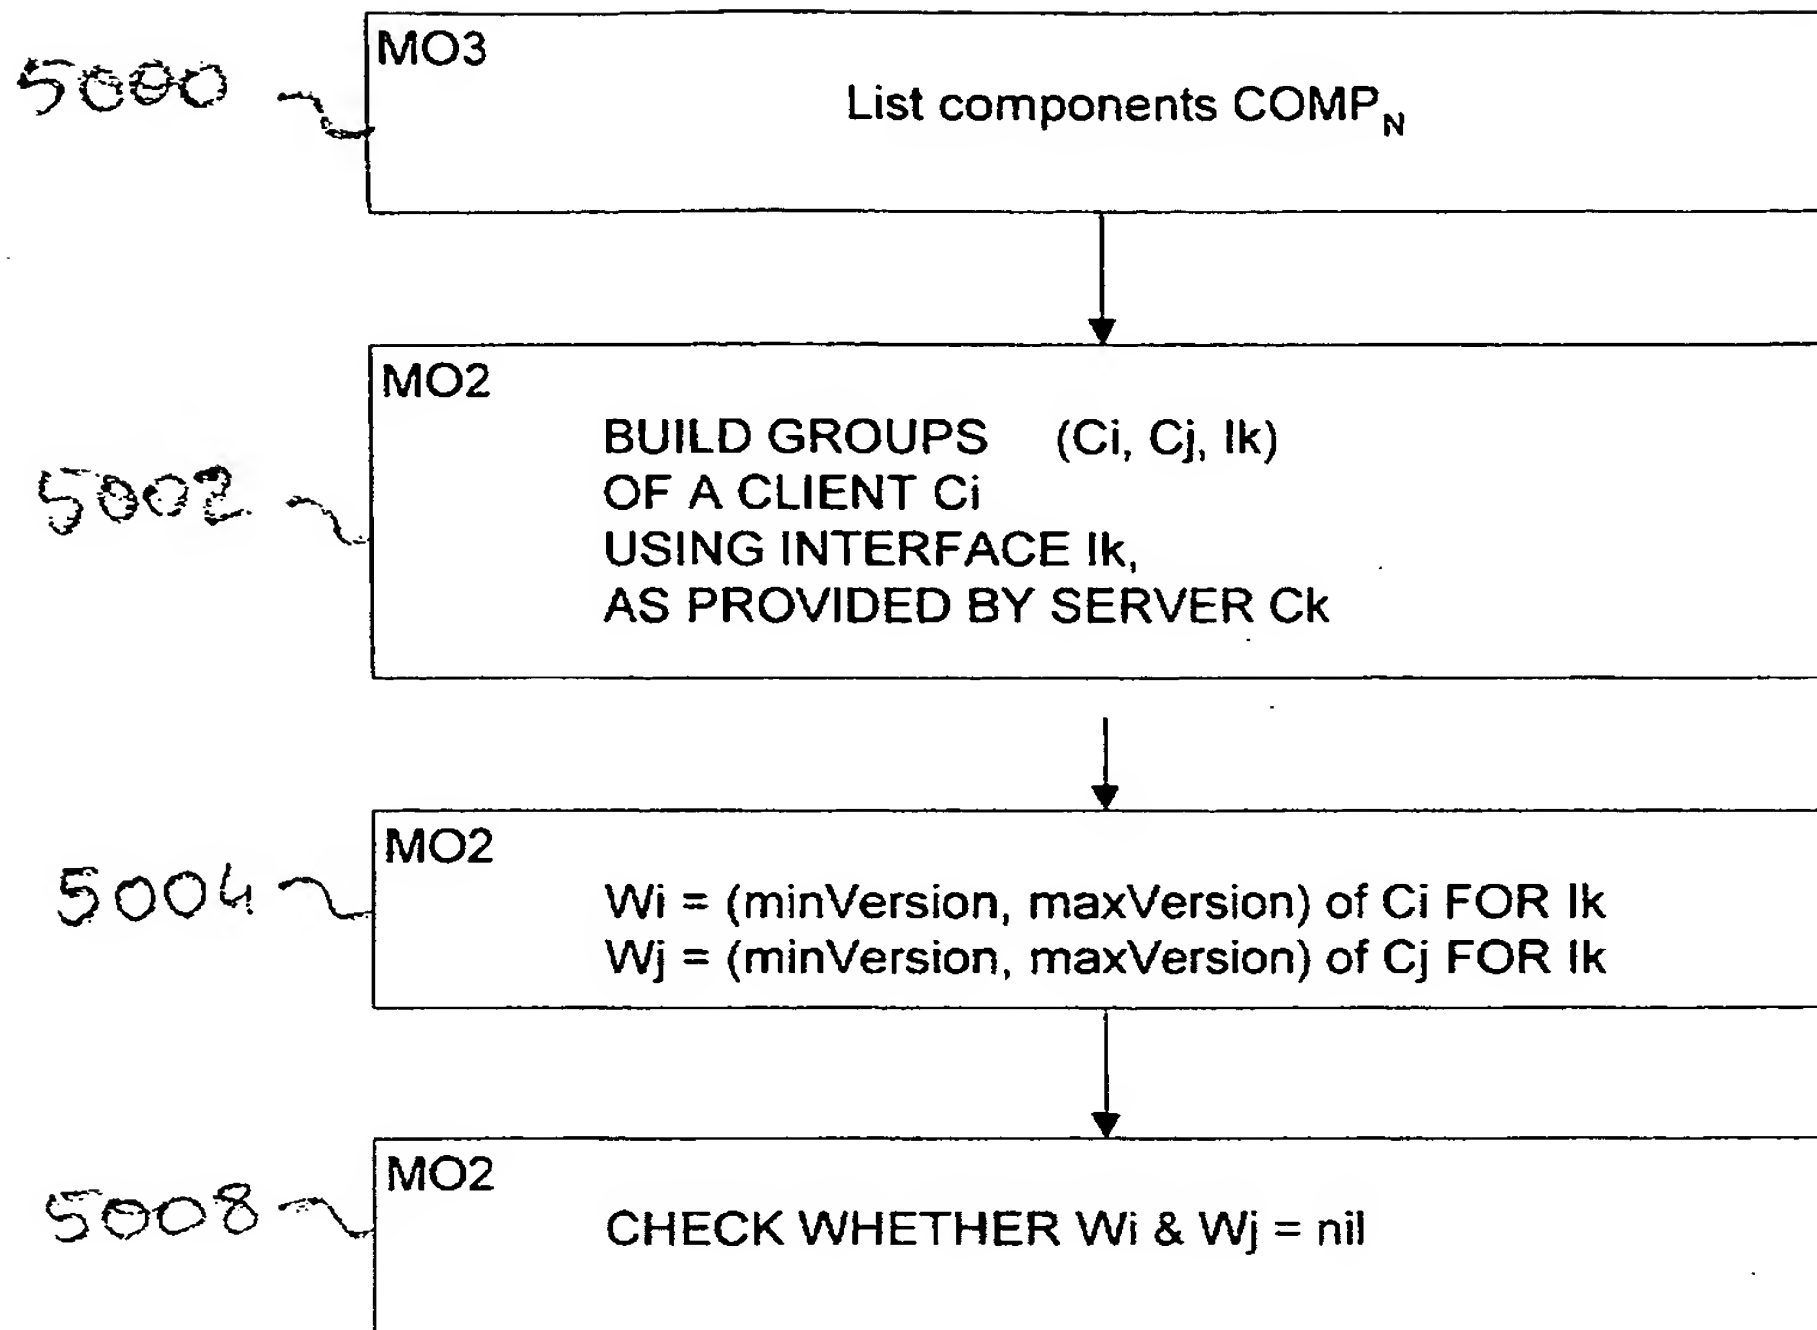 5000
MO3
List components COMP_N
MO2
BUILD GROUPS (Ci, Cj, Ik)
OF A CLIENT Ci
5002
USING INTERFACE Ik,
AS PROVIDED BY SERVER Ck
MO2
5004
Wi = (minVersion, maxVersion) of Ci FOR Ik
Wj = (minVersion, maxVersion) of Cj FOR Ik
MO2
5008
CHECK WHETHER Wi & Wj = nil